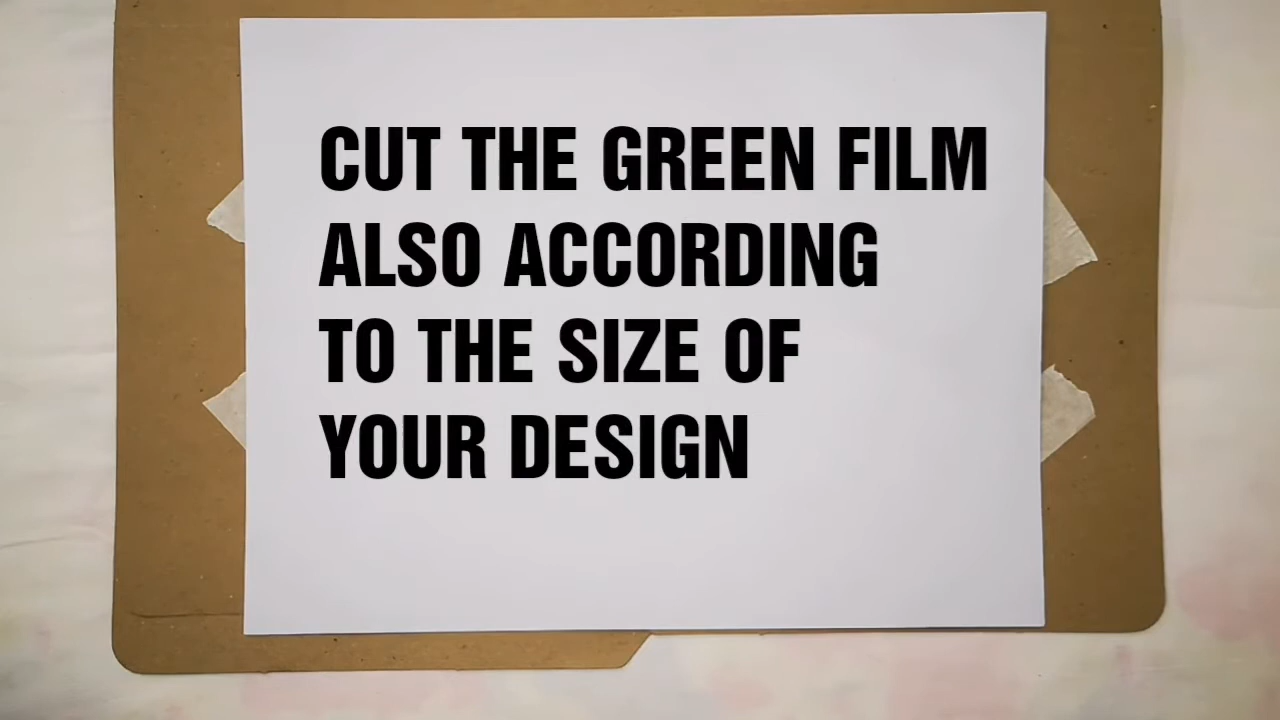 CUT THE GREEN FILM
ALSO ACCORDING
TO THE SIZE OF
YOUR DESIGN